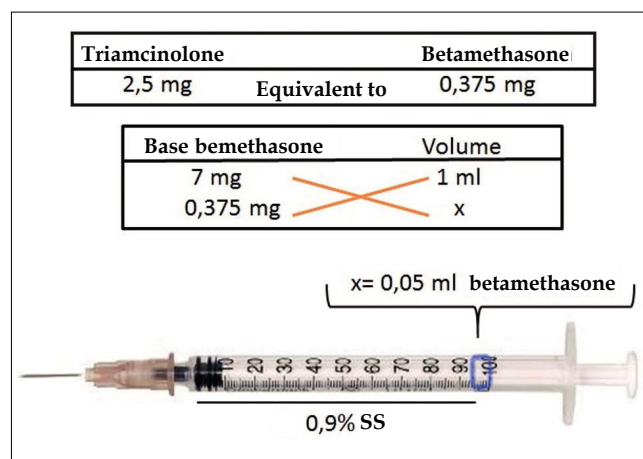 Triamcinolone Betamethasone
2,5 mg Equivalent to 0,375 mg
Base bemethasone Volume
7 mg 1 ml
0,375 mg x
x= 0,05 ml betamethasone
10 20 30 40 50 60 70 80 90 100
0,9% SS